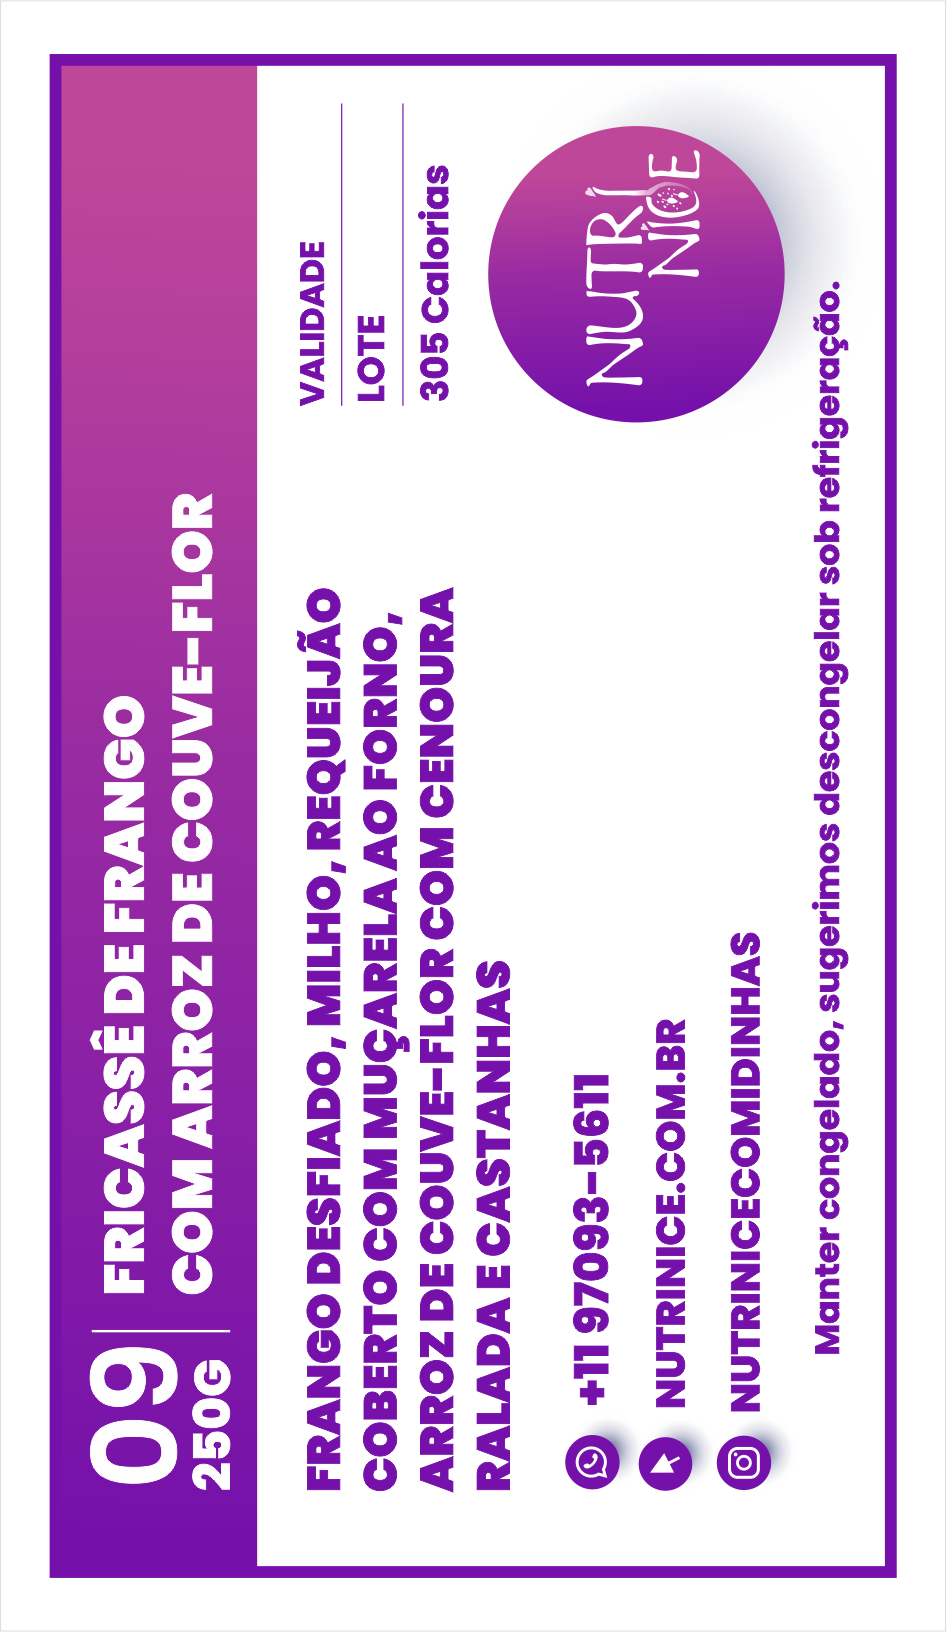 09
250G
FRICASSÊ DE FRANGO
COM ARROZ DE COUVE-FLOR
FRANGO DESFIADO, MILHO, REQUEIJÃO
COBERTO COM MUÇARELA AO FORNO,
ARROZ DE COUVE-FLOR COM CENOURA
RALADA E CASTANHAS
VALIDADE
LOTE
305 Calorias
+11 97093-5611
NUTRINICE.COM.BR
NUTRINICECOMIDINHAS
NUTRÍ
NICE
Manter congelado, sugerimos descongelar sob refrigeração.